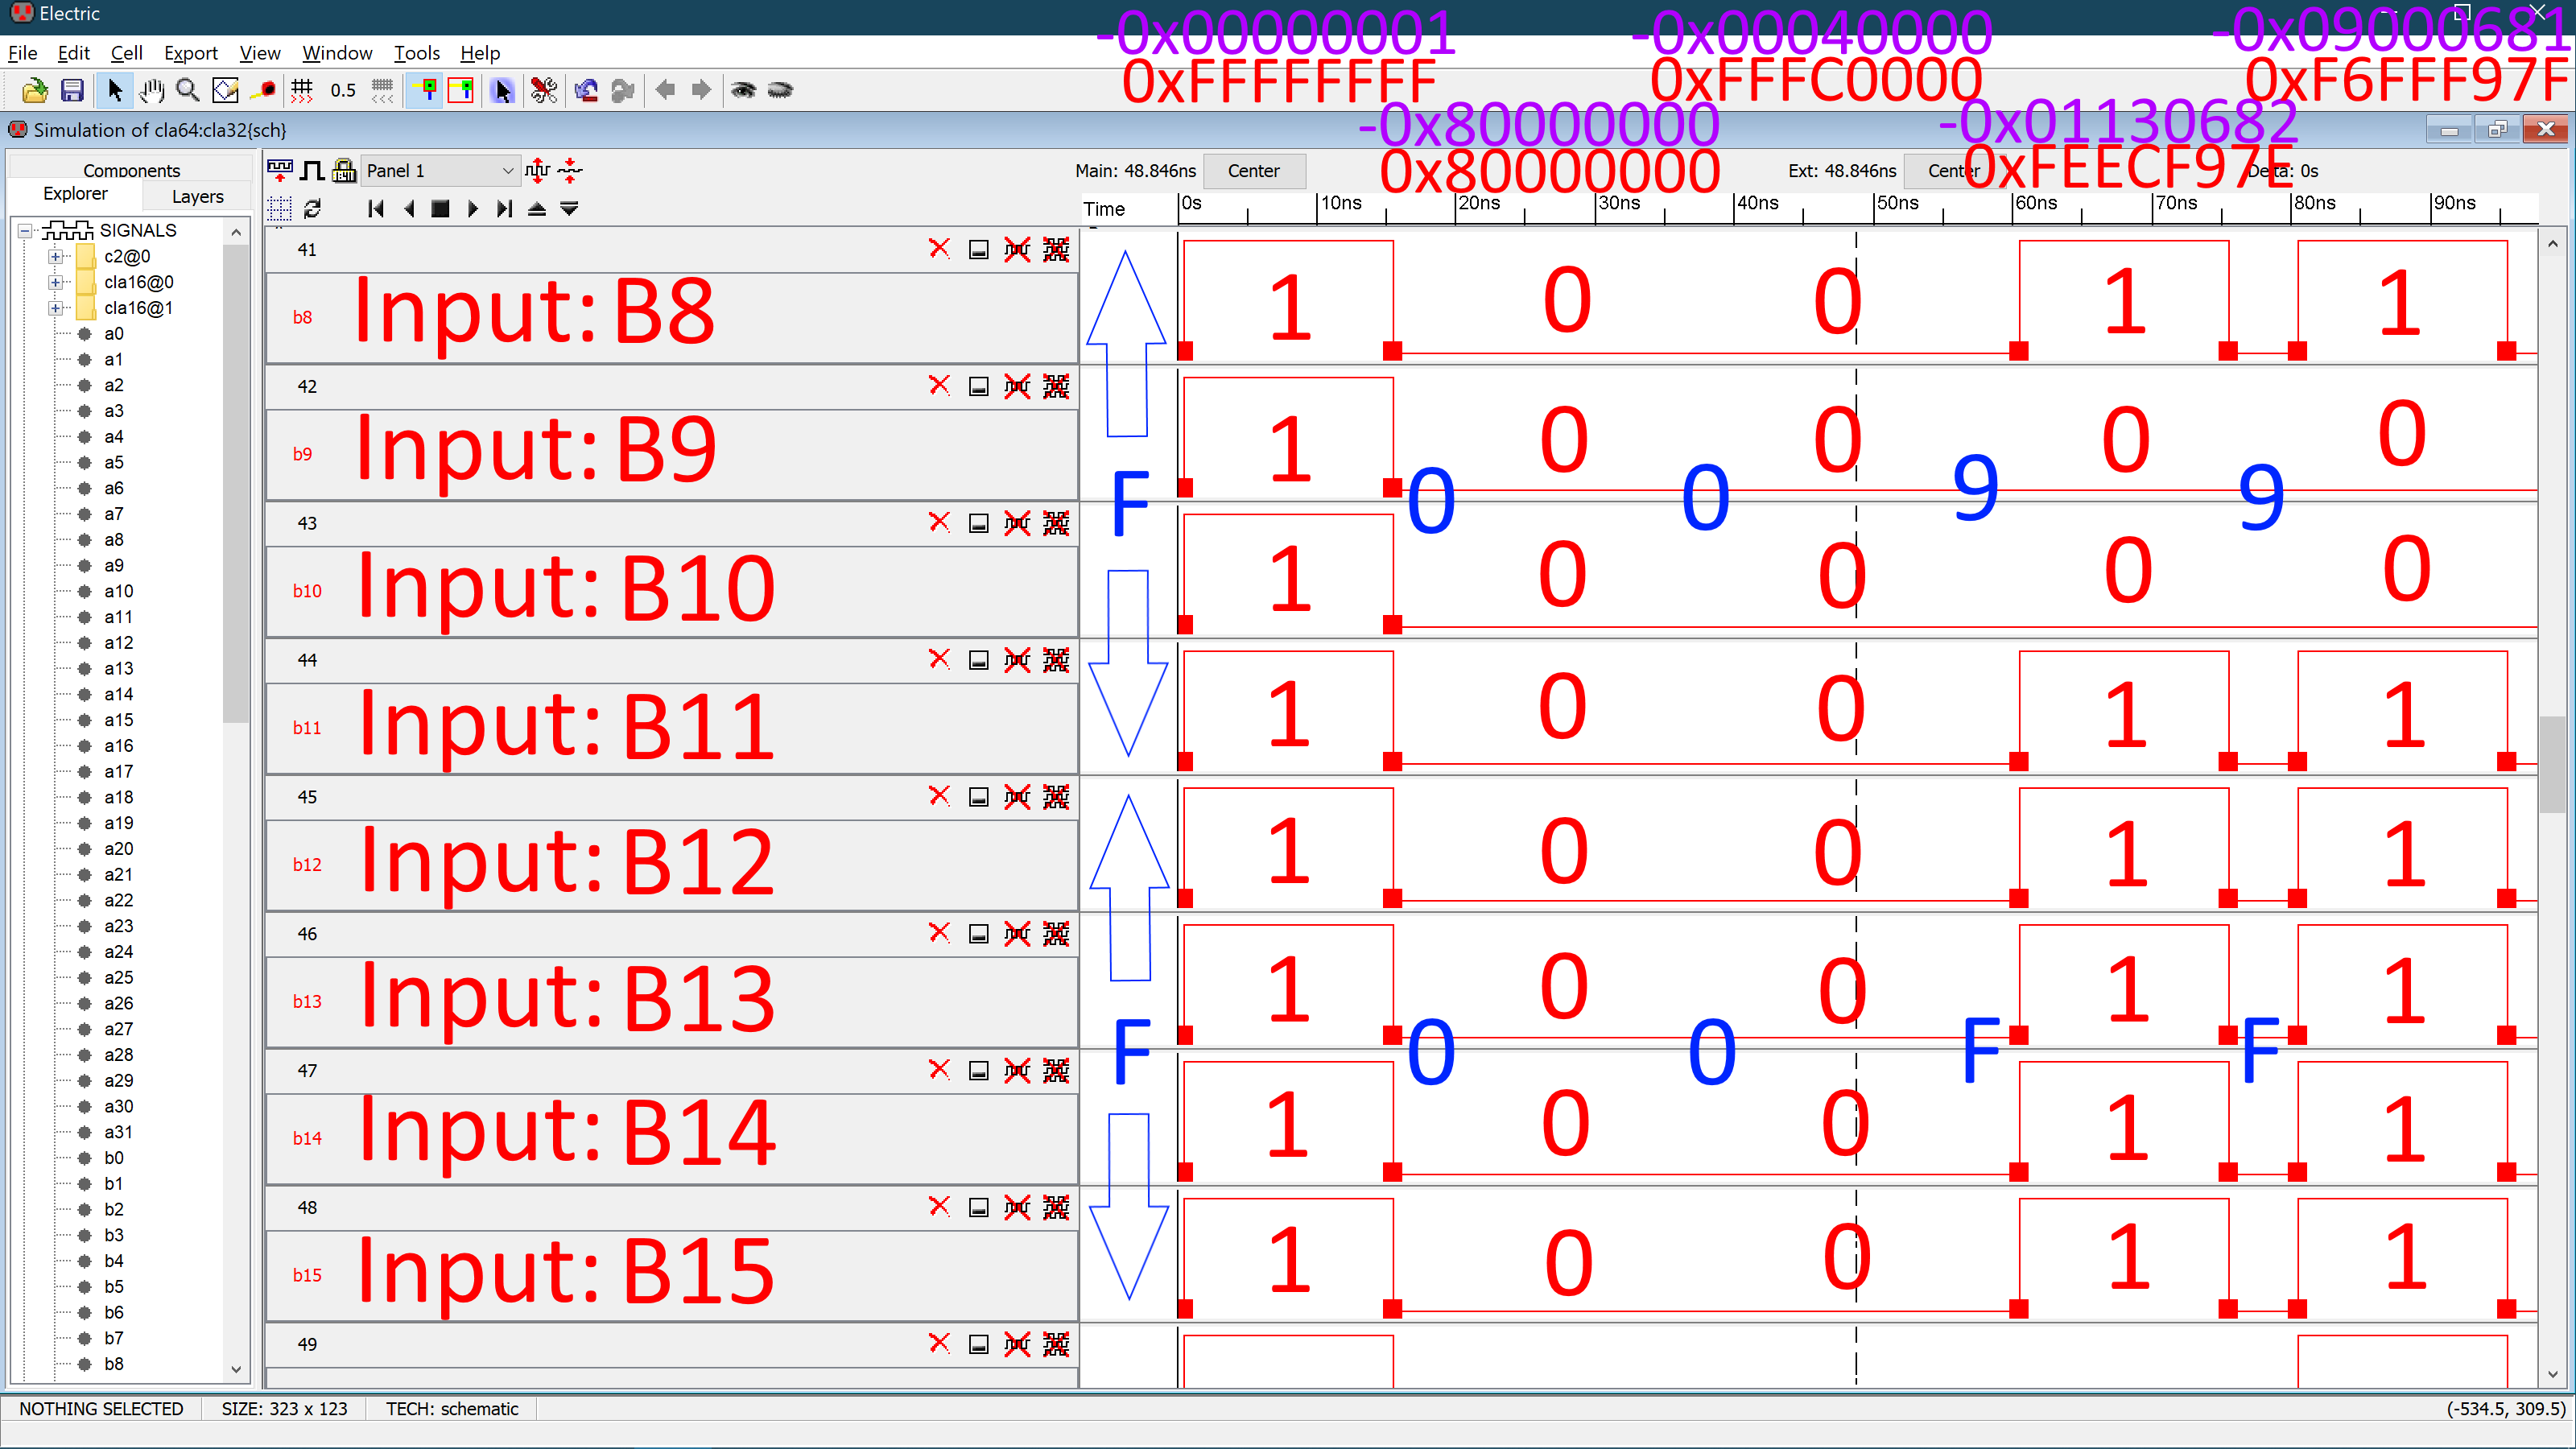 Electric
-0x00000001 -0x00040000 -0x09000681
File Edit Cell Export View Window Tools Help
0xFFFFFFFF 0xFFFC0000 0xF6FFF97F
0.5
-0x80000000 -0x01130682
Simulation of cla64:cla32{sch}
0x80000000 0xFEECF97E
Components
Panel 1 Main: 48.846ns Center Ext: 48.846ns Center Delta: 0s
Explorer Layers
Time 0s 10ns 20ns 30ns 40ns 50ns 60ns 70ns 80ns 90ns
SIGNALS
c2@0
cla16@0
cla16@1
a0
a1
a2
a3
a4
a5
a6
a7
a8
a9
a10
a11
a12
a13
a14
a15
a16
a17
a18
a19
a20
a21
a22
a23
a24
a25
a26
a27
a28
a29
a30
a31
b0
b1
b2
b3
b4
b5
b6
b7
b8
41
b8 Input: B8 1 0 0 1 1
42
b9 Input: B9 1 0 0 0 0
F 0 0 9 9
43
b10 Input: B10 1 0 0 0 0
44
b11 Input: B11 1 0 0 1 1
45
b12 Input: B12 1 0 0 1 1
46
b13 Input: B13 1 0 0 1 1
F 0 0 F F
47
b14 Input: B14 1 0 0 1 1
48
b15 Input: B15 1 0 0 1 1
49
NOTHING SELECTED SIZE: 323 x 123 TECH: schematic (-534.5, 309.5)